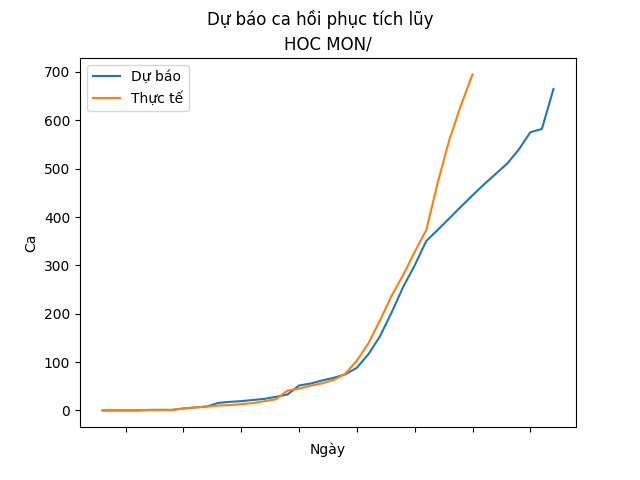 Dự báo ca hồi phục tích lũy
HOC MON/
Dự báo
Thực tế
700
600
500
400
300
200
100
0
Ca
Ngày